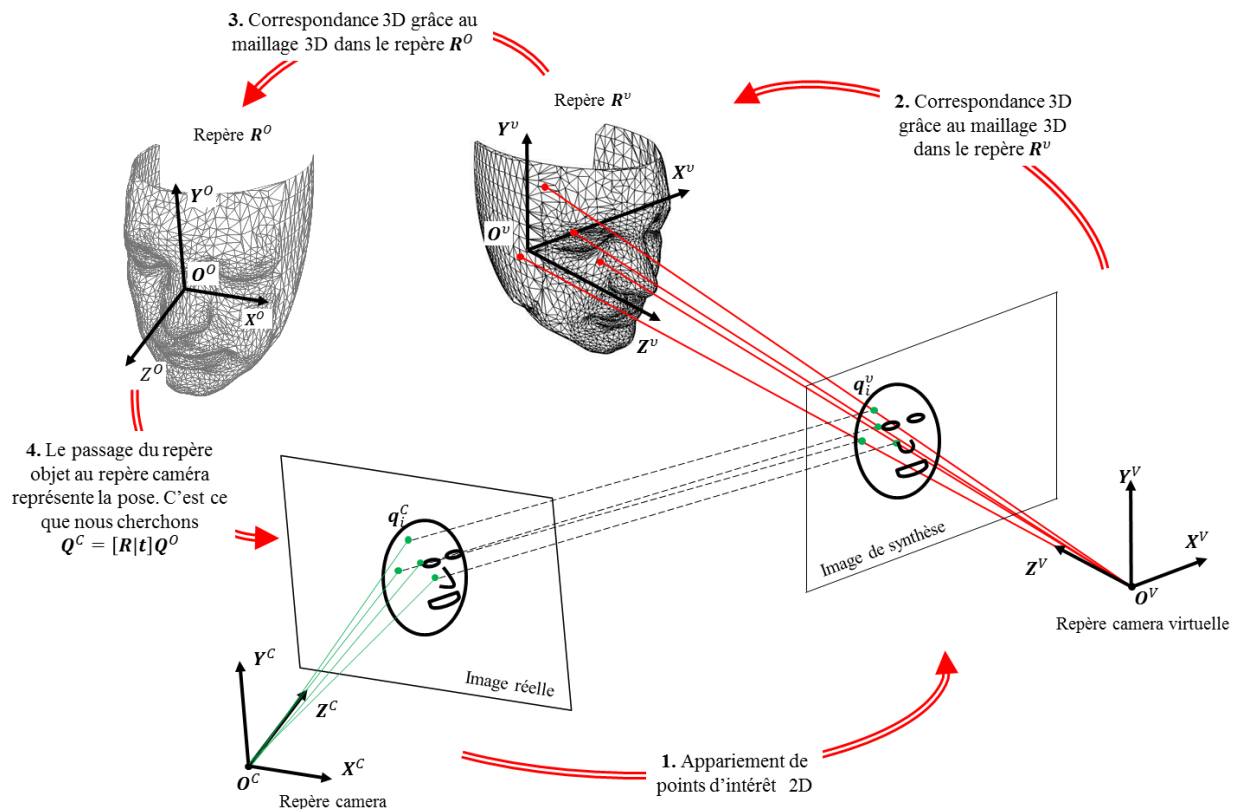 3. Correspondance 3D grâce au
maillage 3D dans le repère R^O
Repère R^υ
2. Correspondance 3D
grâce au maillage 3D
dans le repère R^υ
Repère R^O
Y^υ
X^υ
Y^O
O^υ
O^O
X^O
Z^υ
Z^O
q_i^υ
4. Le passage du repère
objet au repère caméra
représente la pose. C'est ce
que nous cherchons
Q^C = [R|t]Q^O
Y^V
q_i^C
Image de synthèse
X^V
Z^V
O^V
Repère camera virtuelle
Y^C
Image réelle
Z^C
X^C
O^C
Repère camera
1. Appariement de
points d'intérêt 2D